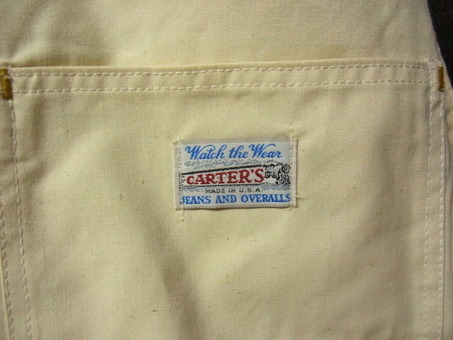 Watch the Wear
CARTER'S
MADE IN U.S.A
JEANS AND OVERALLS